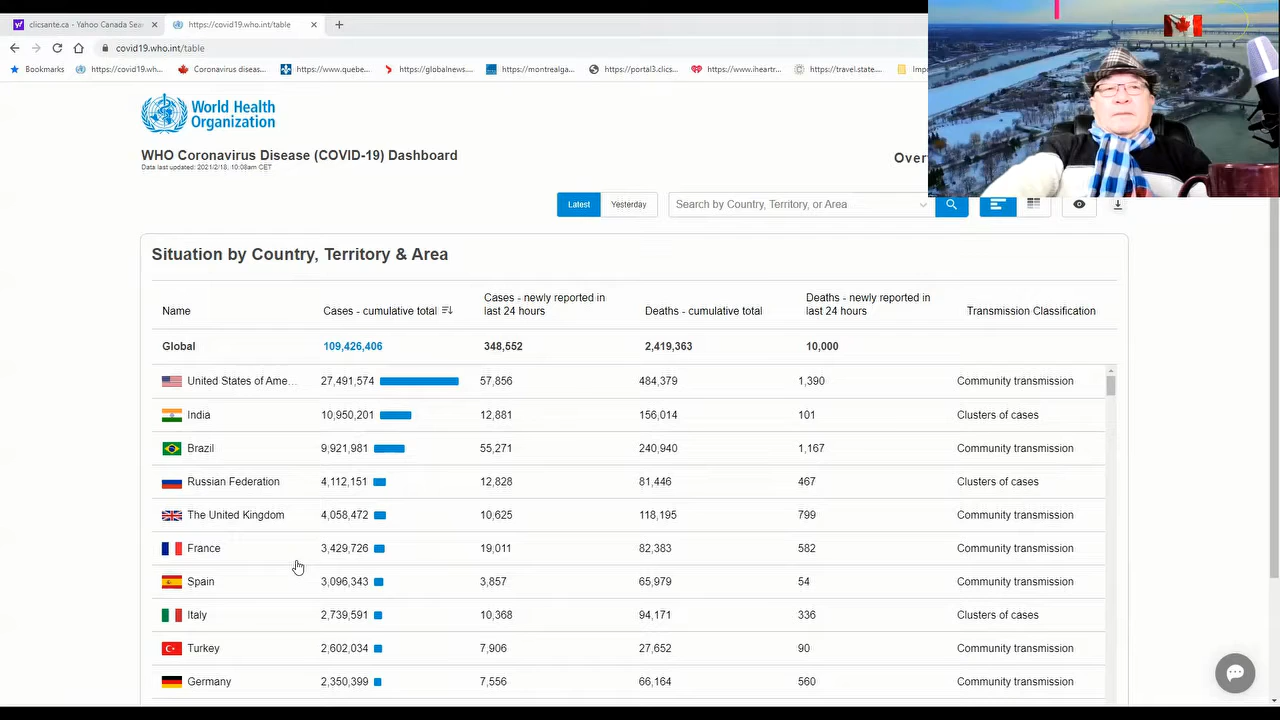 clicsante.ca - Yahoo Canada Sea
https://covid19.who.int/table
covid19.who.int/table
Bookmarks
https://covid19.wh...
Coronavirus diseas...
https://www.quebe...
https://globalnews....
https://montrealga...
https://portal3.clics...
https://www.iheartr...
https://travel.state....
Imp
World Health
Organization
WHO Coronavirus Disease (COVID-19) Dashboard
Data last updated: 2021/2/18, 10:08am CET
Over
Latest
Yesterday
Search by Country, Territory, or Area
Situation by Country, Territory & Area
Name Cases - cumulative total Cases - newly reported in last 24 hours Deaths - cumulative total Deaths - newly reported in last 24 hours Transmission Classification
Global 109,426,406 348,552 2,419,363 10,000
United States of Ame... 27,491,574 57,856 484,379 1,390 Community transmission
India 10,950,201 12,881 156,014 101 Clusters of cases
Brazil 9,921,981 55,271 240,940 1,167 Community transmission
Russian Federation 4,112,151 12,828 81,446 467 Clusters of cases
The United Kingdom 4,058,472 10,625 118,195 799 Community transmission
France 3,429,726 19,011 82,383 582 Community transmission
Spain 3,096,343 3,857 65,979 54 Community transmission
Italy 2,739,591 10,368 94,171 336 Clusters of cases
Turkey 2,602,034 7,906 27,652 90 Community transmission
Germany 2,350,399 7,556 66,164 560 Community transmission